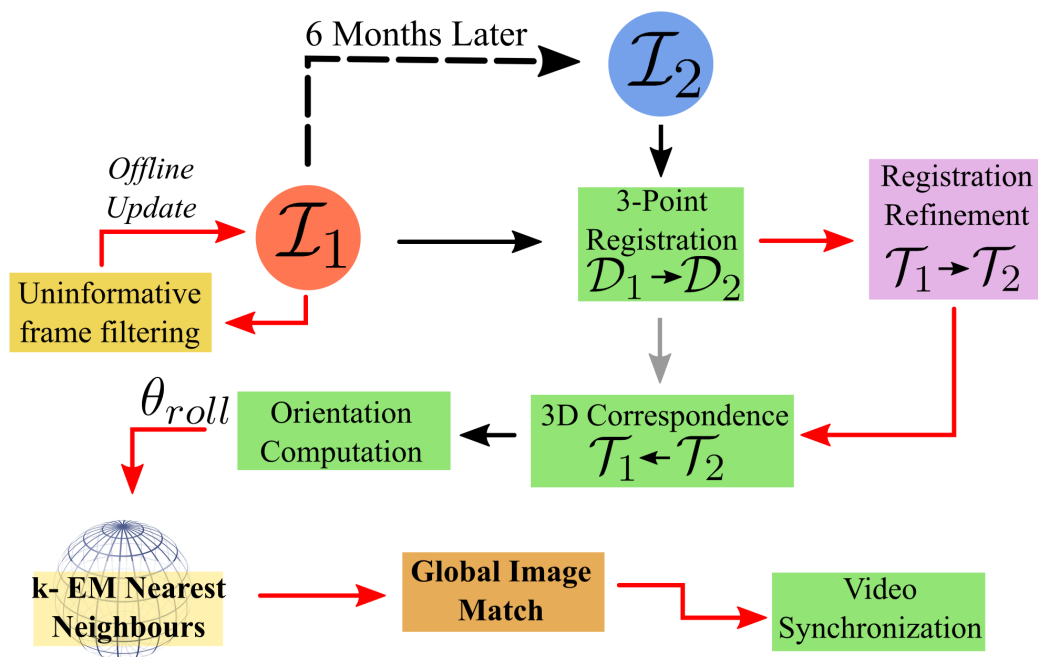 6 Months Later
ℐ₂
Offline
Update
ℐ₁
3-Point
Registration
𝒟₁ → 𝒟₂
Registration
Refinement
𝒯₁ → 𝒯₂
Uninformative
frame filtering
θ_roll
Orientation
Computation
3D Correspondence
𝒯₁ ← 𝒯₂
k- EM Nearest
Neighbours
Global Image
Match
Video
Synchronization